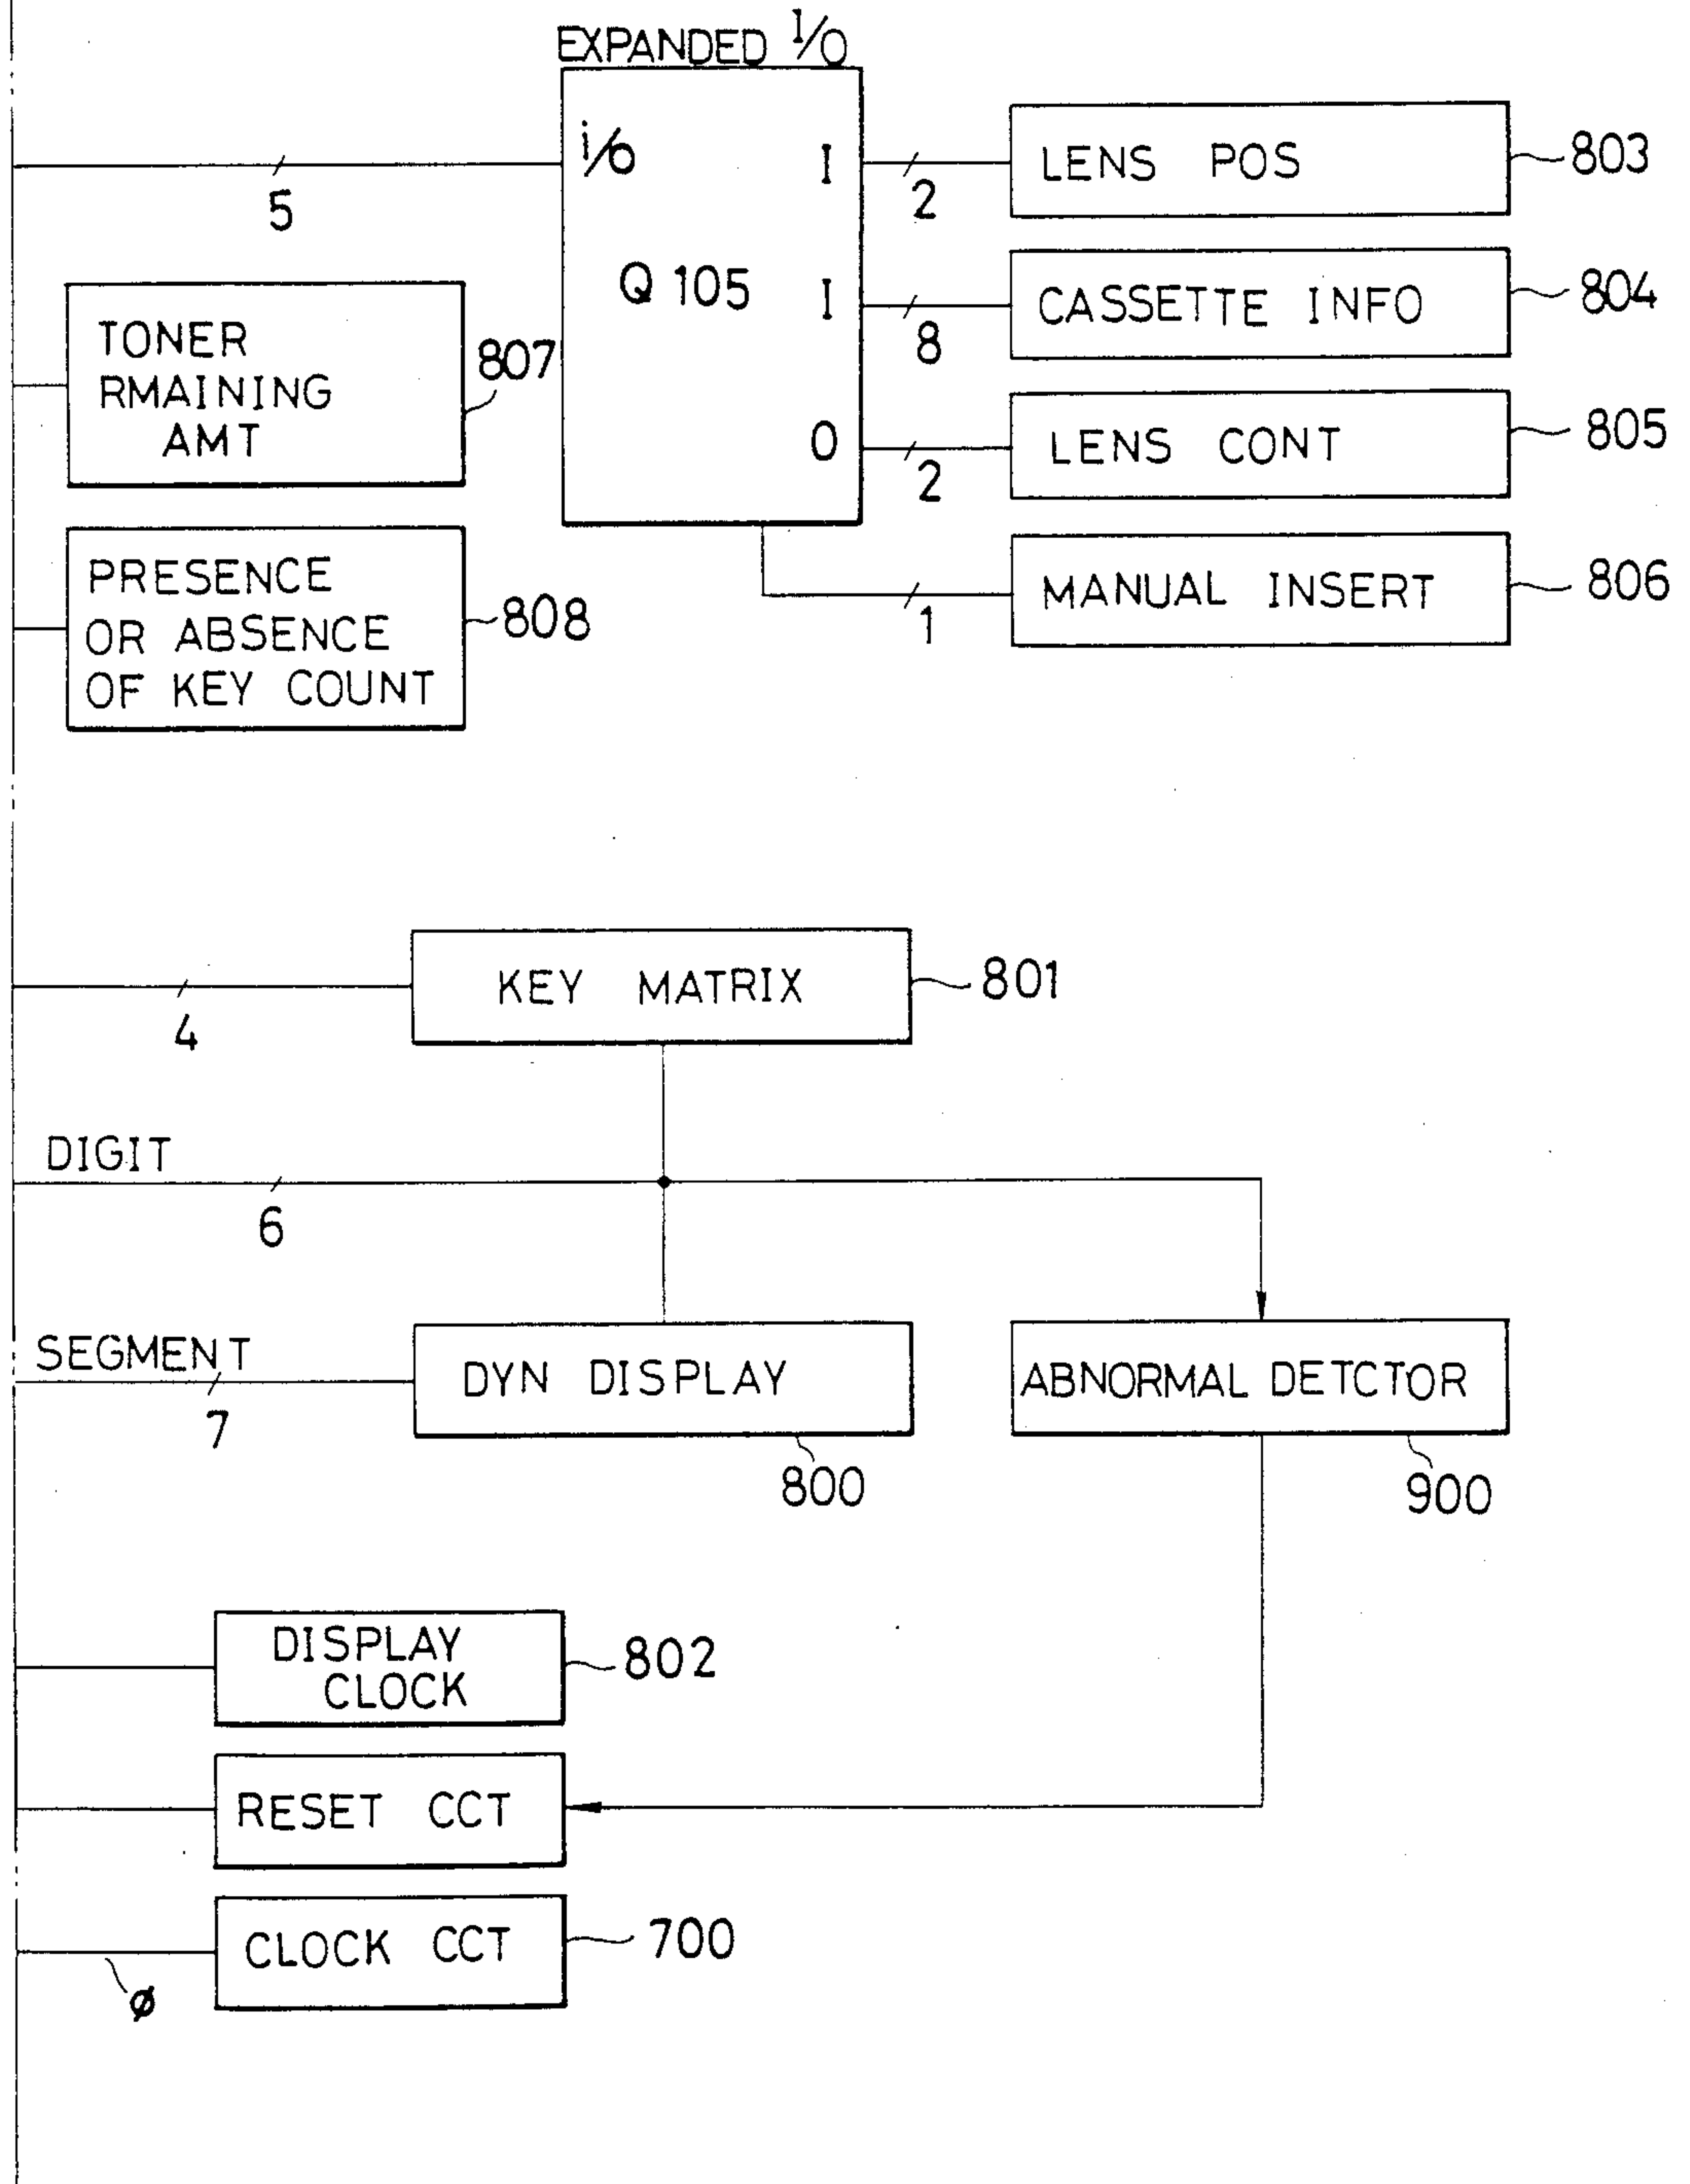 EXPANDED I/O
i/o
I
2
LENS POS
803
5
Q 105
I
8
CASSETTE INFO
804
TONER
RMAINING
AMT
807
O
2
LENS CONT
805
PRESENCE
OR ABSENCE
OF KEY COUNT
808
1
MANUAL INSERT
806
4
KEY MATRIX
801
DIGIT
6
SEGMENT
7
DYN DISPLAY
800
ABNORMAL DETCTOR
900
DISPLAY
CLOCK
802
RESET CCT
CLOCK CCT
700
ø